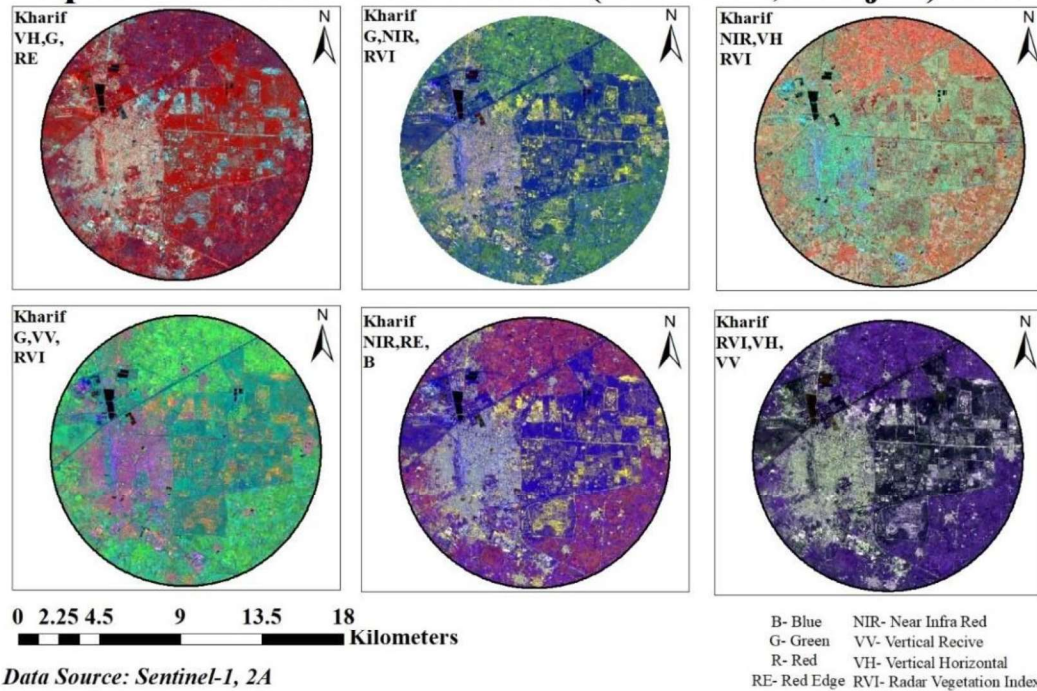 Kharif
VH,G,
RE
N
Kharif
G,NIR,
RVI
N
Kharif
NIR,VH
RVI
N
Kharif
G,VV,
RVI
N
Kharif
NIR,RE,
B
N
Kharif
RVI,VH,
VV
N
0 2.25 4.5 9 13.5 18
Kilometers
B- Blue NIR- Near Infra Red
G- Green VV- Vertical Recive
R- Red VH- Vertical Horizontal
RE- Red Edge RVI- Radar Vegetation Index
Data Source: Sentinel-1, 2A